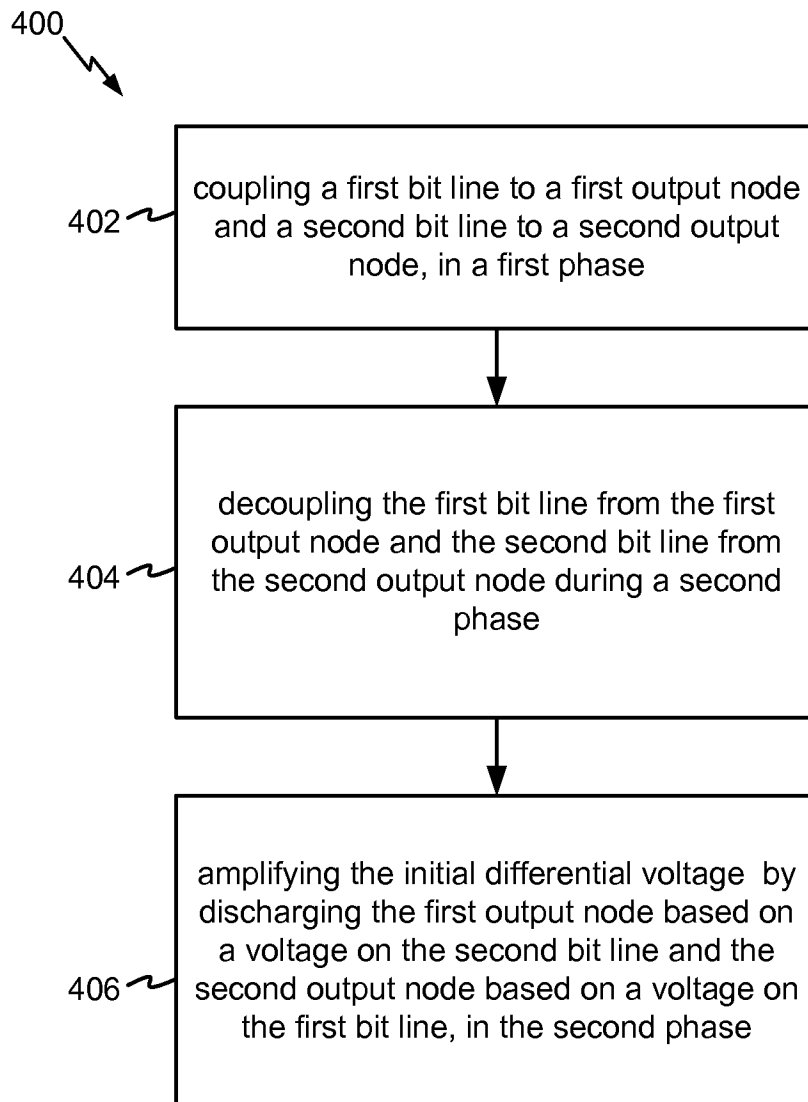 400
402
coupling a first bit line to a first output node
and a second bit line to a second output
node, in a first phase
404
decoupling the first bit line from the first
output node and the second bit line from
the second output node during a second
phase
406
amplifying the initial differential voltage by
discharging the first output node based on
a voltage on the second bit line and the
second output node based on a voltage on
the first bit line, in the second phase